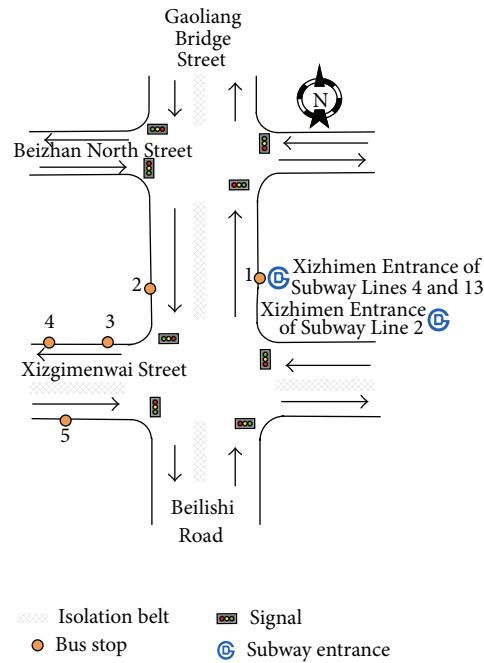 Gaoliang
Bridge
Street
N
Beizhan North Street
1
Xizhimen Entrance of
Subway Lines 4 and 13
2
Xizhimen Entrance
of Subway Line 2
4
3
Xizgimenwai Street
5
Beilishi
Road
Isolation belt
Signal
Bus stop
Subway entrance